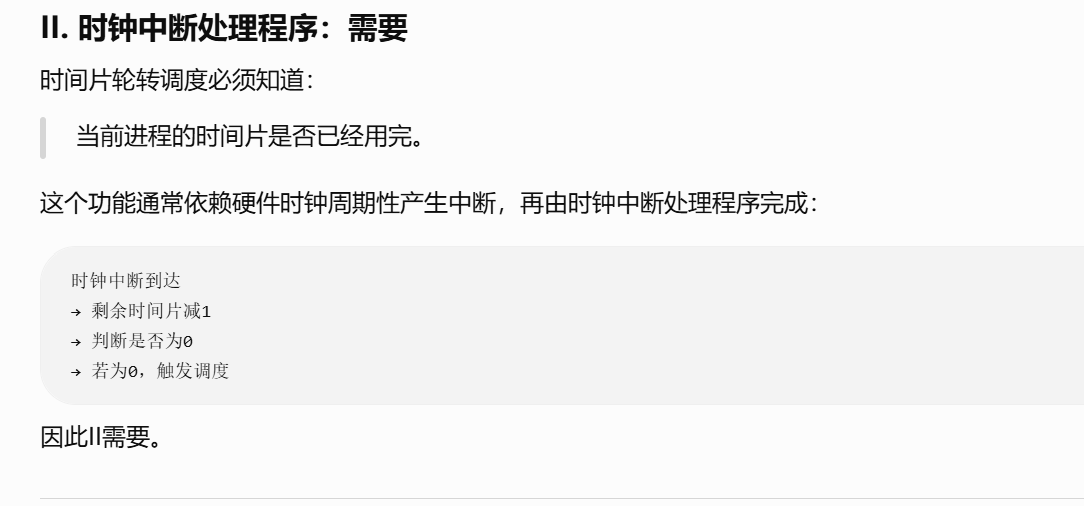 II. 时钟中断处理程序：需要
时间片轮转调度必须知道：
当前进程的时间片是否已经用完。
这个功能通常依赖硬件时钟周期性产生中断，再由时钟中断处理程序完成：
时钟中断到达
→ 剩余时间片减1
→ 判断是否为0
→ 若为0，触发调度
因此II需要。